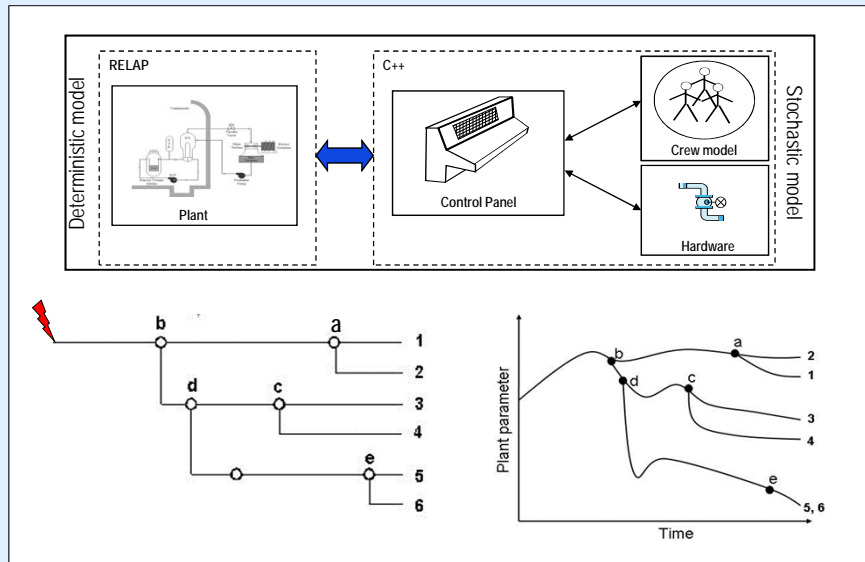 Deterministic model
RELAP
Plant
C++
Control Panel
Crew model
Hardware
Stochastic model
b
a
1
2
d
c
3
4
e
5
6
Plant parameter
b
a
2
1
d
c
3
4
e
5, 6
Time